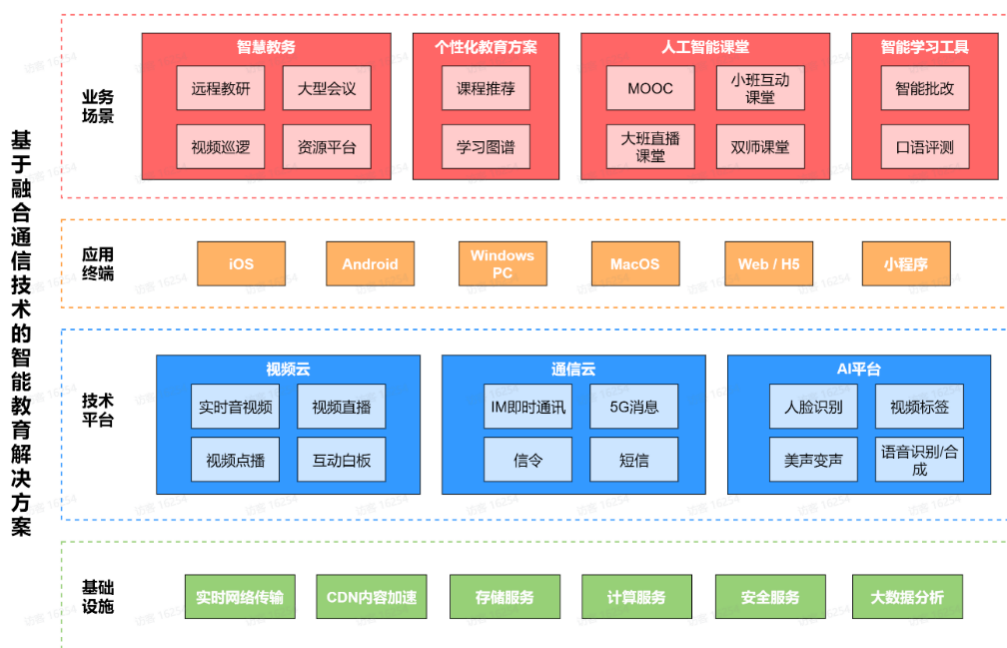 基于融合通信技术的智能教育解决方案
业务
场景
智慧教务
远程教研
大型会议
视频巡逻
资源平台
个性化教育方案
课程推荐
学习图谱
人工智能课堂
MOOC
小班互动
课堂
大班直播
课堂
双师课堂
智能学习工具
智能批改
口语评测
应用
终端
iOS
Android
Windows
PC
MacOS
Web / H5
小程序
技术
平台
视频云
实时音视频
视频直播
视频点播
互动白板
通信云
IM即时通讯
5G消息
信令
短信
AI平台
人脸识别
视频标签
美声变声
语音识别/合
成
基础
设施
实时网络传输
CDN内容加速
存储服务
计算服务
安全服务
大数据分析
访客 16254